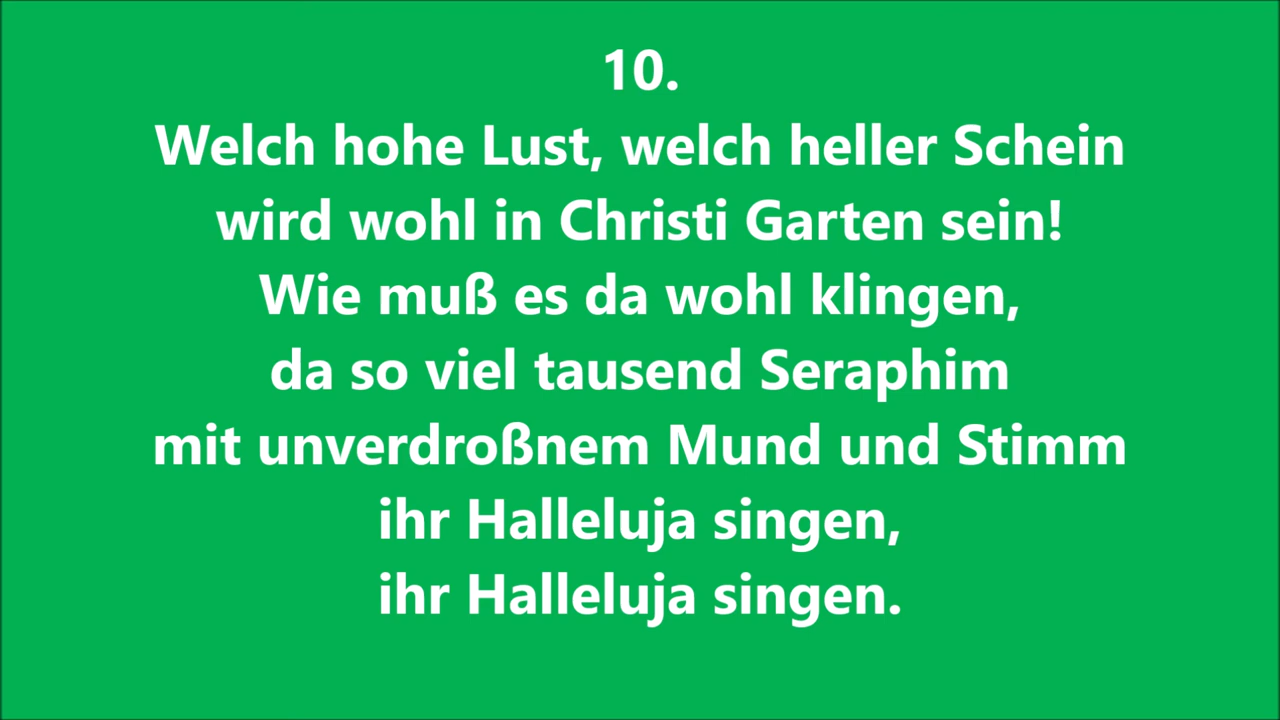 10.
Welch hohe Lust, welch heller Schein
wird wohl in Christi Garten sein!
Wie muß es da wohl klingen,
da so viel tausend Seraphim
mit unverdroßnem Mund und Stimm
ihr Halleluja singen,
ihr Halleluja singen.